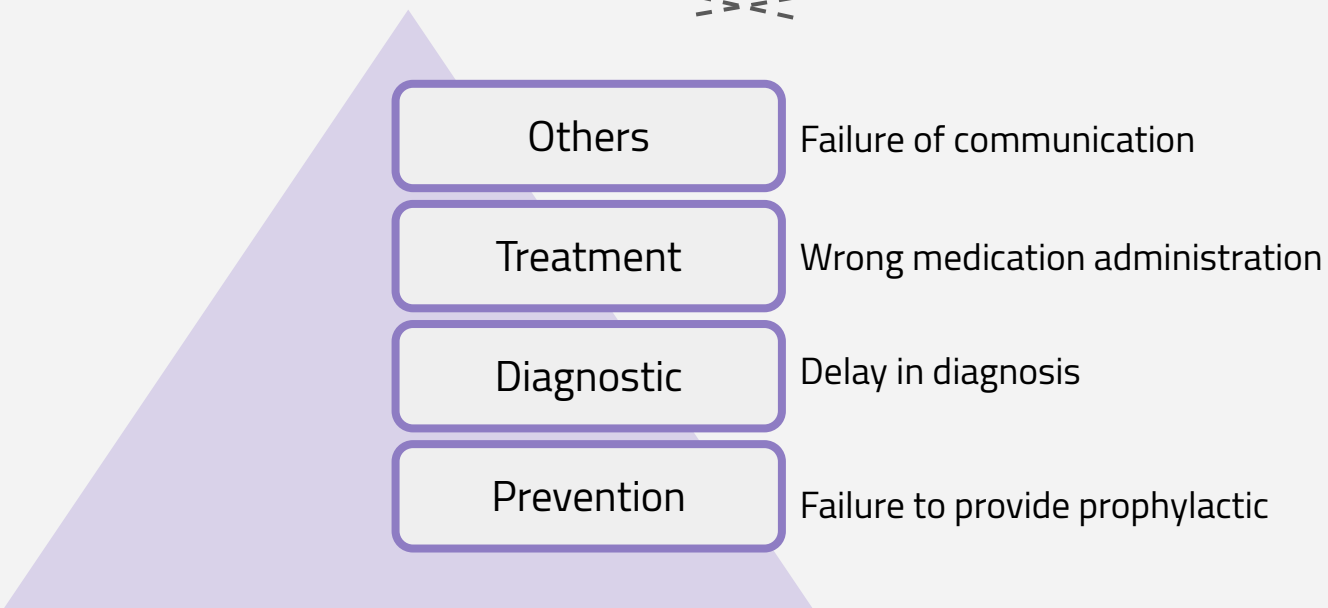 Others
Failure of communication
Treatment
Wrong medication administration
Diagnostic
Delay in diagnosis
Prevention
Failure to provide prophylactic